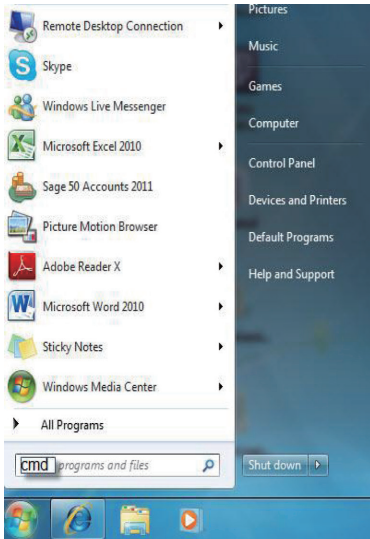 Remote Desktop Connection
Skype
Windows Live Messenger
Microsoft Excel 2010
Sage 50 Accounts 2011
Picture Motion Browser
Adobe Reader X
Microsoft Word 2010
Sticky Notes
Windows Media Center
All Programs
cmd programs and files
Pictures
Music
Games
Computer
Control Panel
Devices and Printers
Default Programs
Help and Support
Shut down